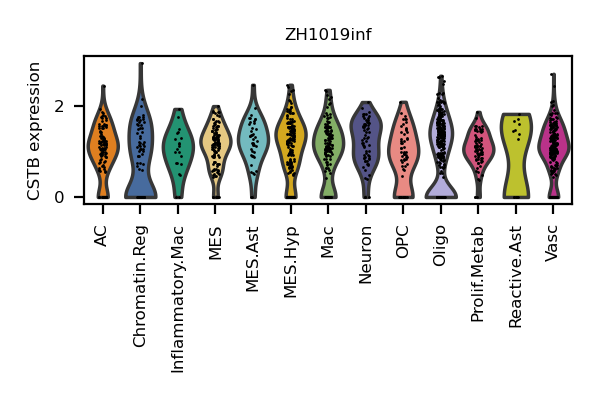 ZH1019inf
CSTB expression
2
0
AC
Chromatin.Reg
Inflammatory.Mac
MES
MES.Ast
MES.Hyp
Mac
Neuron
OPC
Oligo
Prolif.Metab
Reactive.Ast
Vasc